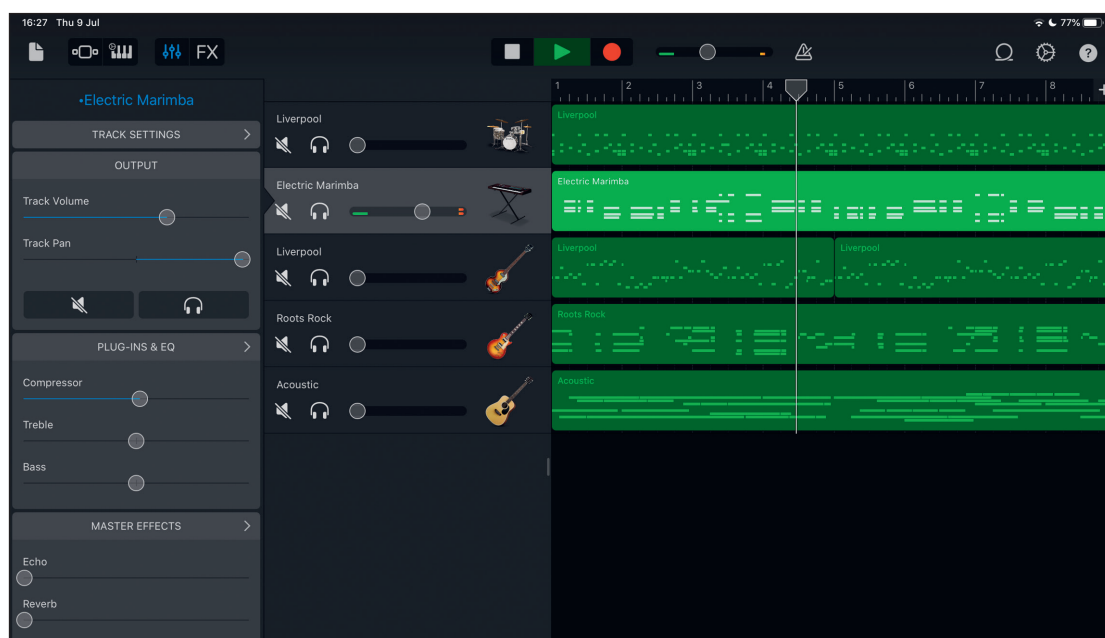 16:27 Thu 9 Jul
77%
FX
?
•Electric Marimba
TRACK SETTINGS
OUTPUT
Track Volume
Track Pan
PLUG-INS & EQ
Compressor
Treble
Bass
MASTER EFFECTS
Echo
Reverb
Liverpool
Electric Marimba
Liverpool
Roots Rock
Acoustic
1 2 3 4 5 6 7 8 +
Liverpool
Electric Marimba
Liverpool Liverpool
Roots Rock
Acoustic